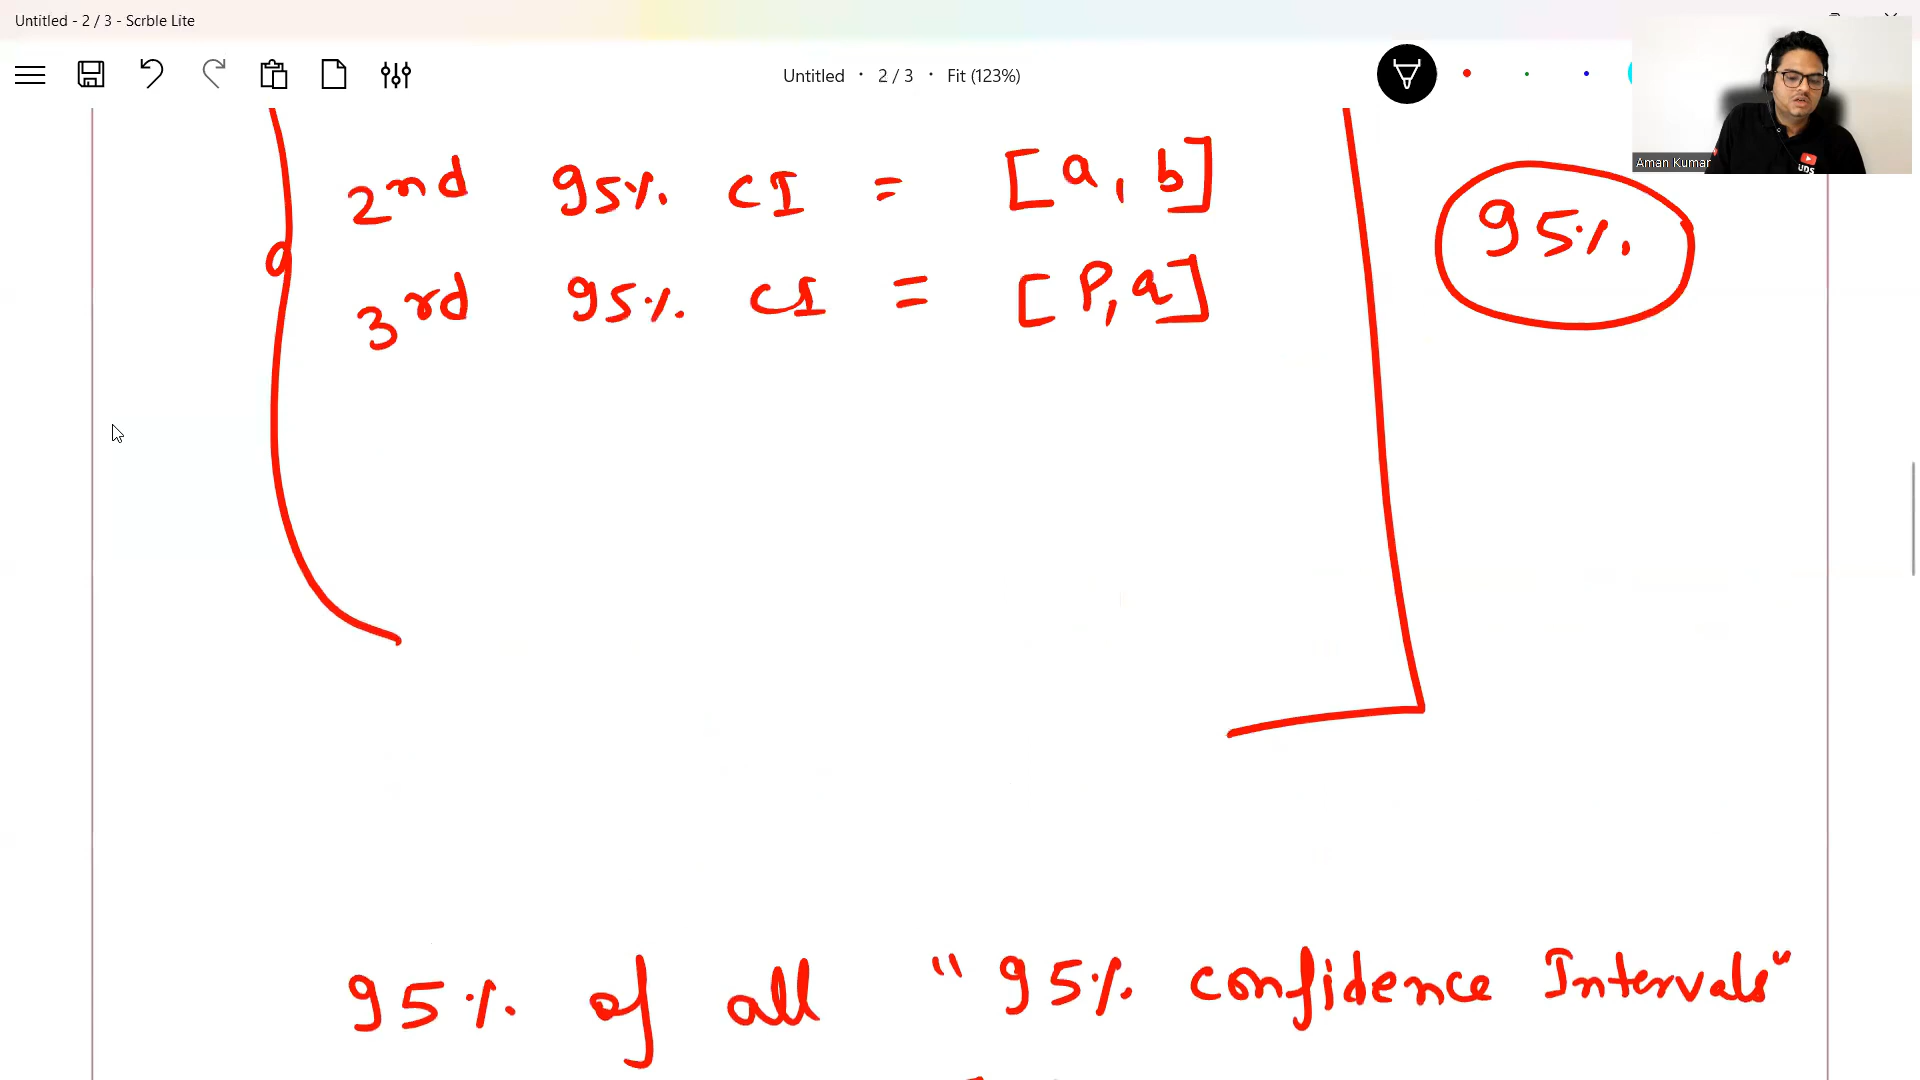 Untitled - 2 / 3 - Scrble Lite
Untitled • 2 / 3 • Fit (123%)
Aman Kumar
UDS
2nd 95% CI = [a, b]
95%
3rd 95% CI = [P, q]
95% of all "95% confidence Intervals"